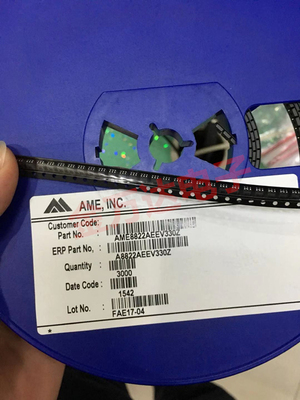 AME, INC.
Customer Code:
Part No. AME8822AEEV330Z
ERP Part No., A8822AEEV330Z
Quantity 3000
Date Code 1542
Lot No. FAE17-04